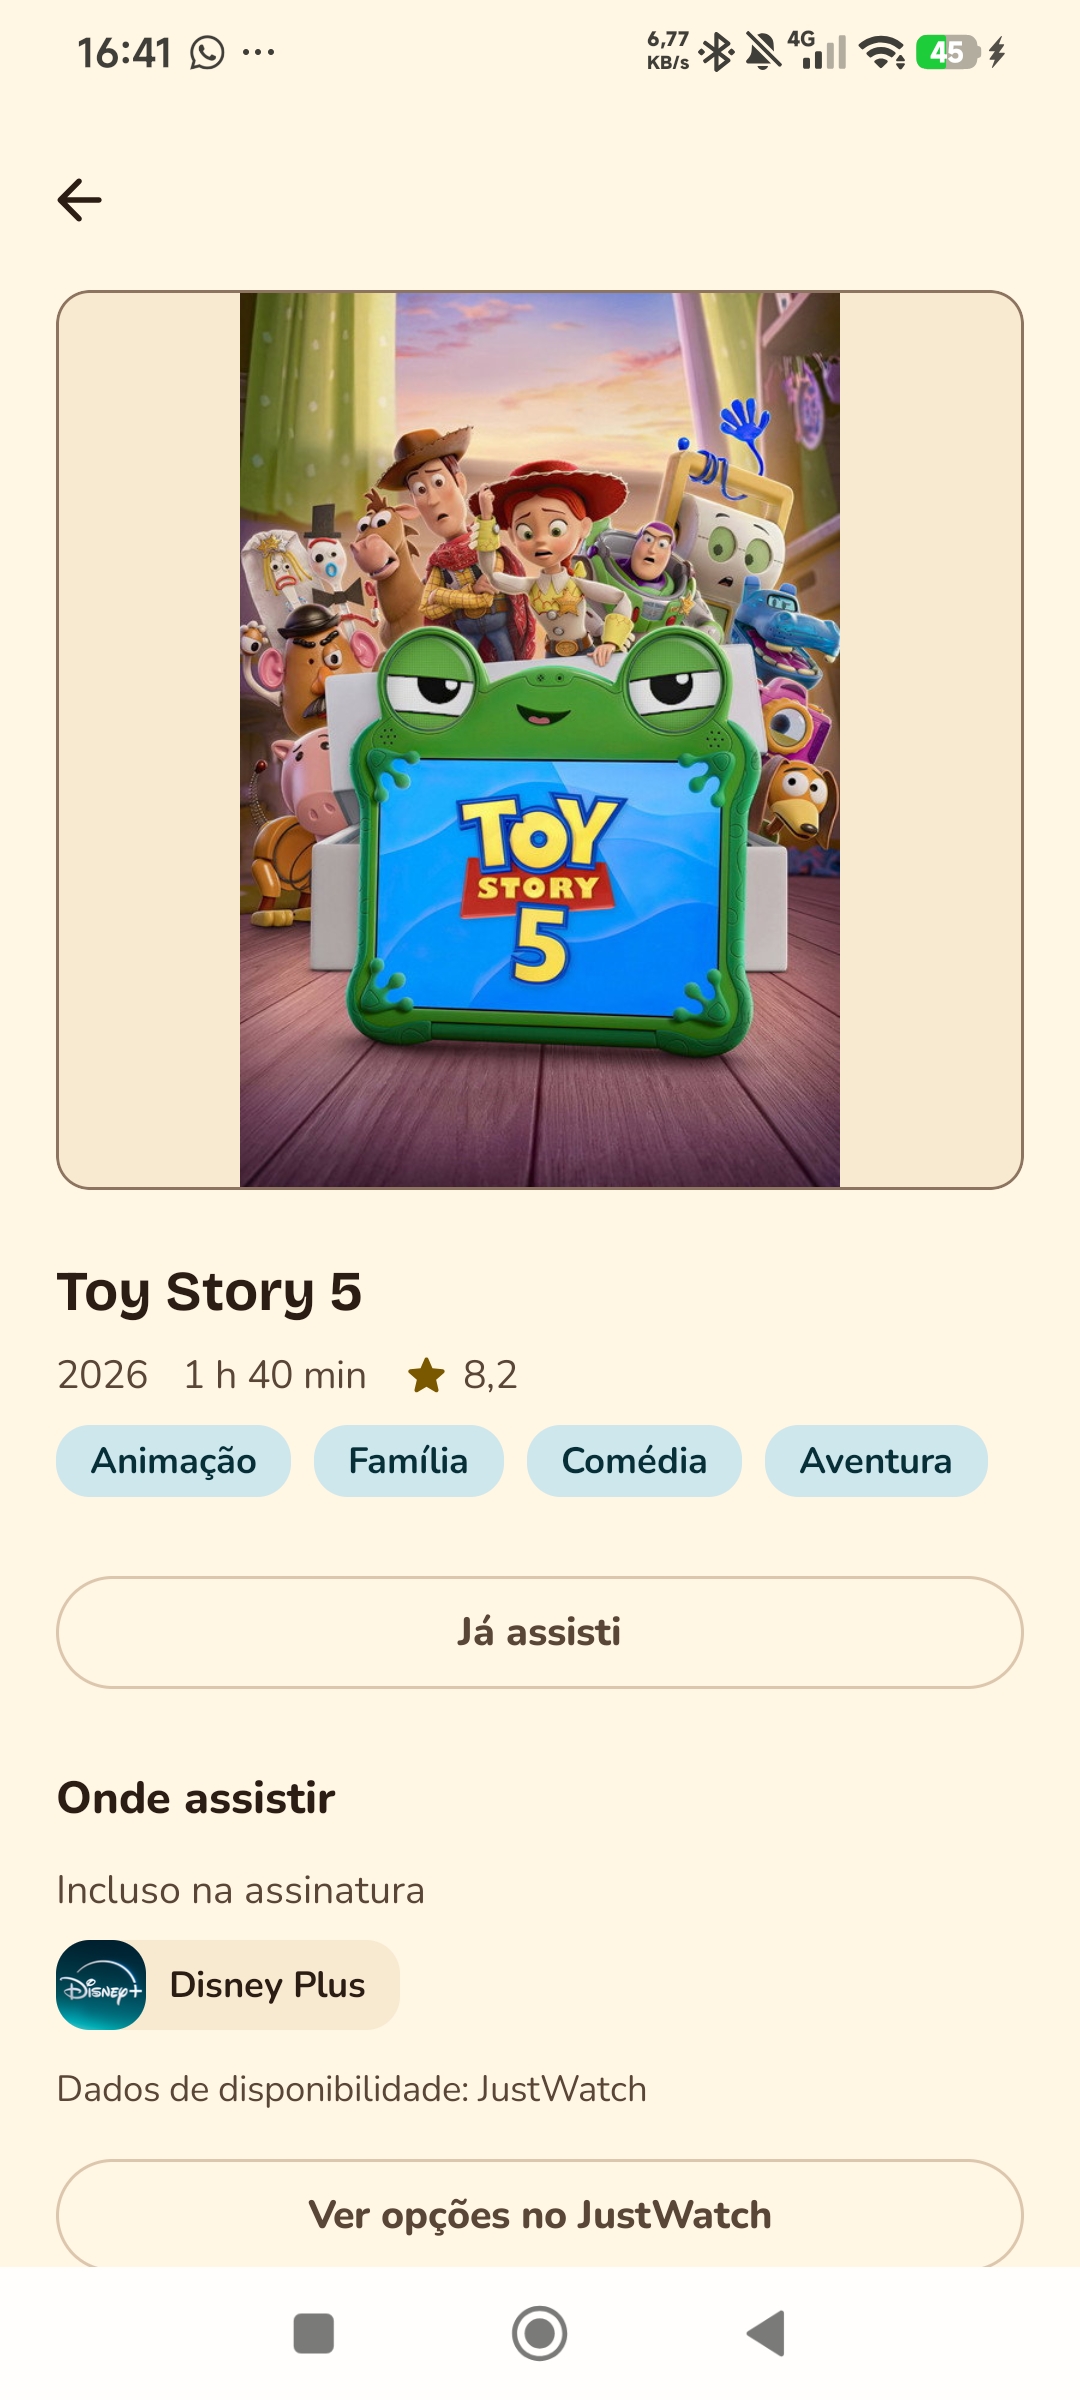 16:41
6,77
KB/s
4G
45
TOY
STORY
5
Toy Story 5
2026 1 h 40 min 8,2
Animação Família Comédia Aventura
Já assisti
Onde assistir
Incluso na assinatura
Disney+ Disney Plus
Dados de disponibilidade: JustWatch
Ver opções no JustWatch